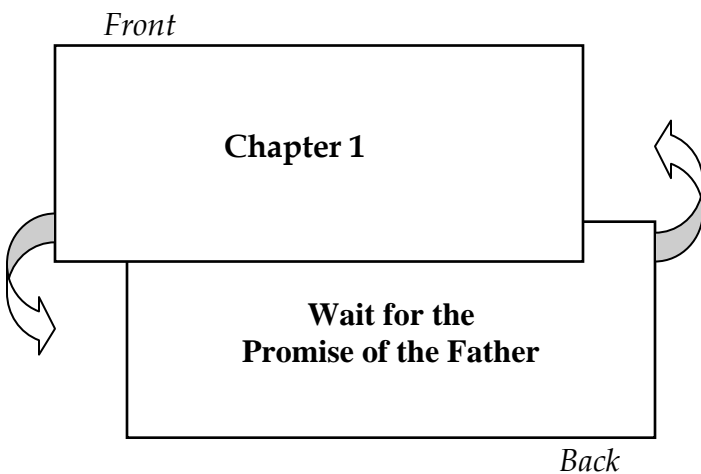 Front
Chapter 1
Wait for the
Promise of the Father
Back